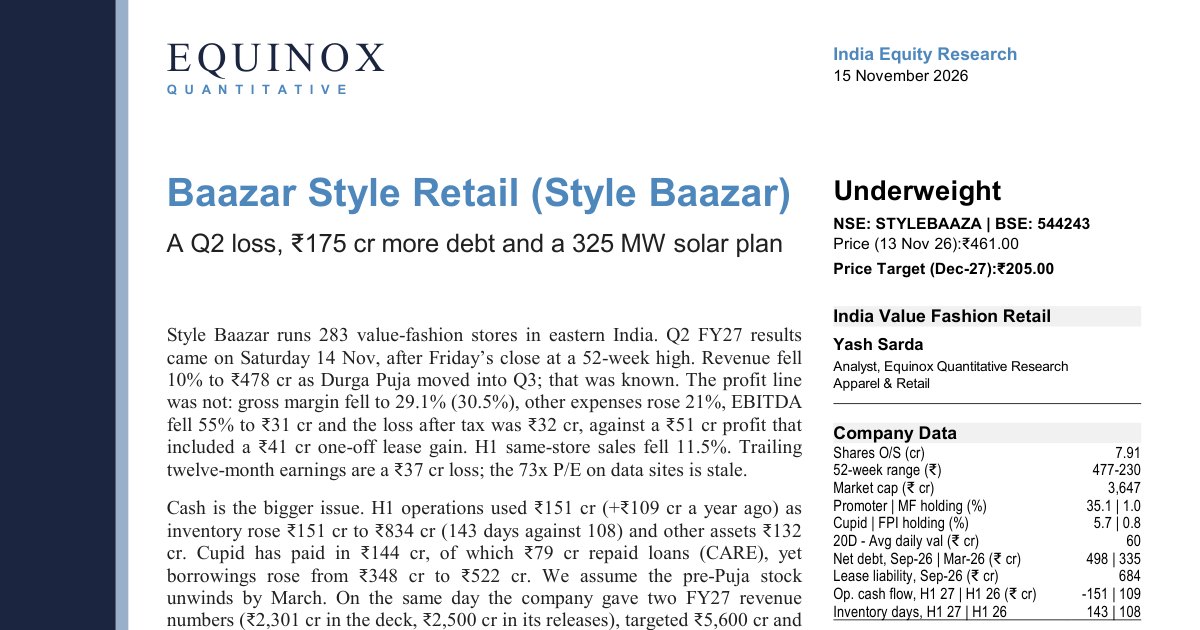 EQUINOX
QUANTITATIVE
India Equity Research
15 November 2026
Baazar Style Retail (Style Baazar)
A Q2 loss, ₹175 cr more debt and a 325 MW solar plan
Style Baazar runs 283 value-fashion stores in eastern India. Q2 FY27 results
came on Saturday 14 Nov, after Friday’s close at a 52-week high. Revenue fell
10% to ₹478 cr as Durga Puja moved into Q3; that was known. The profit line
was not: gross margin fell to 29.1% (30.5%), other expenses rose 21%, EBITDA
fell 55% to ₹31 cr and the loss after tax was ₹32 cr, against a ₹51 cr profit that
included a ₹41 cr one-off lease gain. H1 same-store sales fell 11.5%. Trailing
twelve-month earnings are a ₹37 cr loss; the 73x P/E on data sites is stale.
Cash is the bigger issue. H1 operations used ₹151 cr (+₹109 cr a year ago) as
inventory rose ₹151 cr to ₹834 cr (143 days against 108) and other assets ₹132
cr. Cupid has paid in ₹144 cr, of which ₹79 cr repaid loans (CARE), yet
borrowings rose from ₹348 cr to ₹522 cr. We assume the pre-Puja stock
unwinds by March. On the same day the company gave two FY27 revenue
numbers (₹2,301 cr in the deck, ₹2,500 cr in its releases), targeted ₹5,600 cr and
Underweight
NSE: STYLEBAAZA | BSE: 544243
Price (13 Nov 26):₹461.00
Price Target (Dec-27):₹205.00
India Value Fashion Retail
Yash Sarda
Analyst, Equinox Quantitative Research
Apparel & Retail
Company Data
Shares O/S (cr) 7.91
52-week range (₹) 477-230
Market cap (₹ cr) 3,647
Promoter | MF holding (%) 35.1 | 1.0
Cupid | FPI holding (%) 5.7 | 0.8
20D - Avg daily val (₹ cr) 60
Net debt, Sep-26 | Mar-26 (₹ cr) 498 | 335
Lease liability, Sep-26 (₹ cr) 684
Op. cash flow, H1 27 | H1 26 (₹ cr) -151 | 109
Inventory days, H1 27 | H1 26 143 | 108